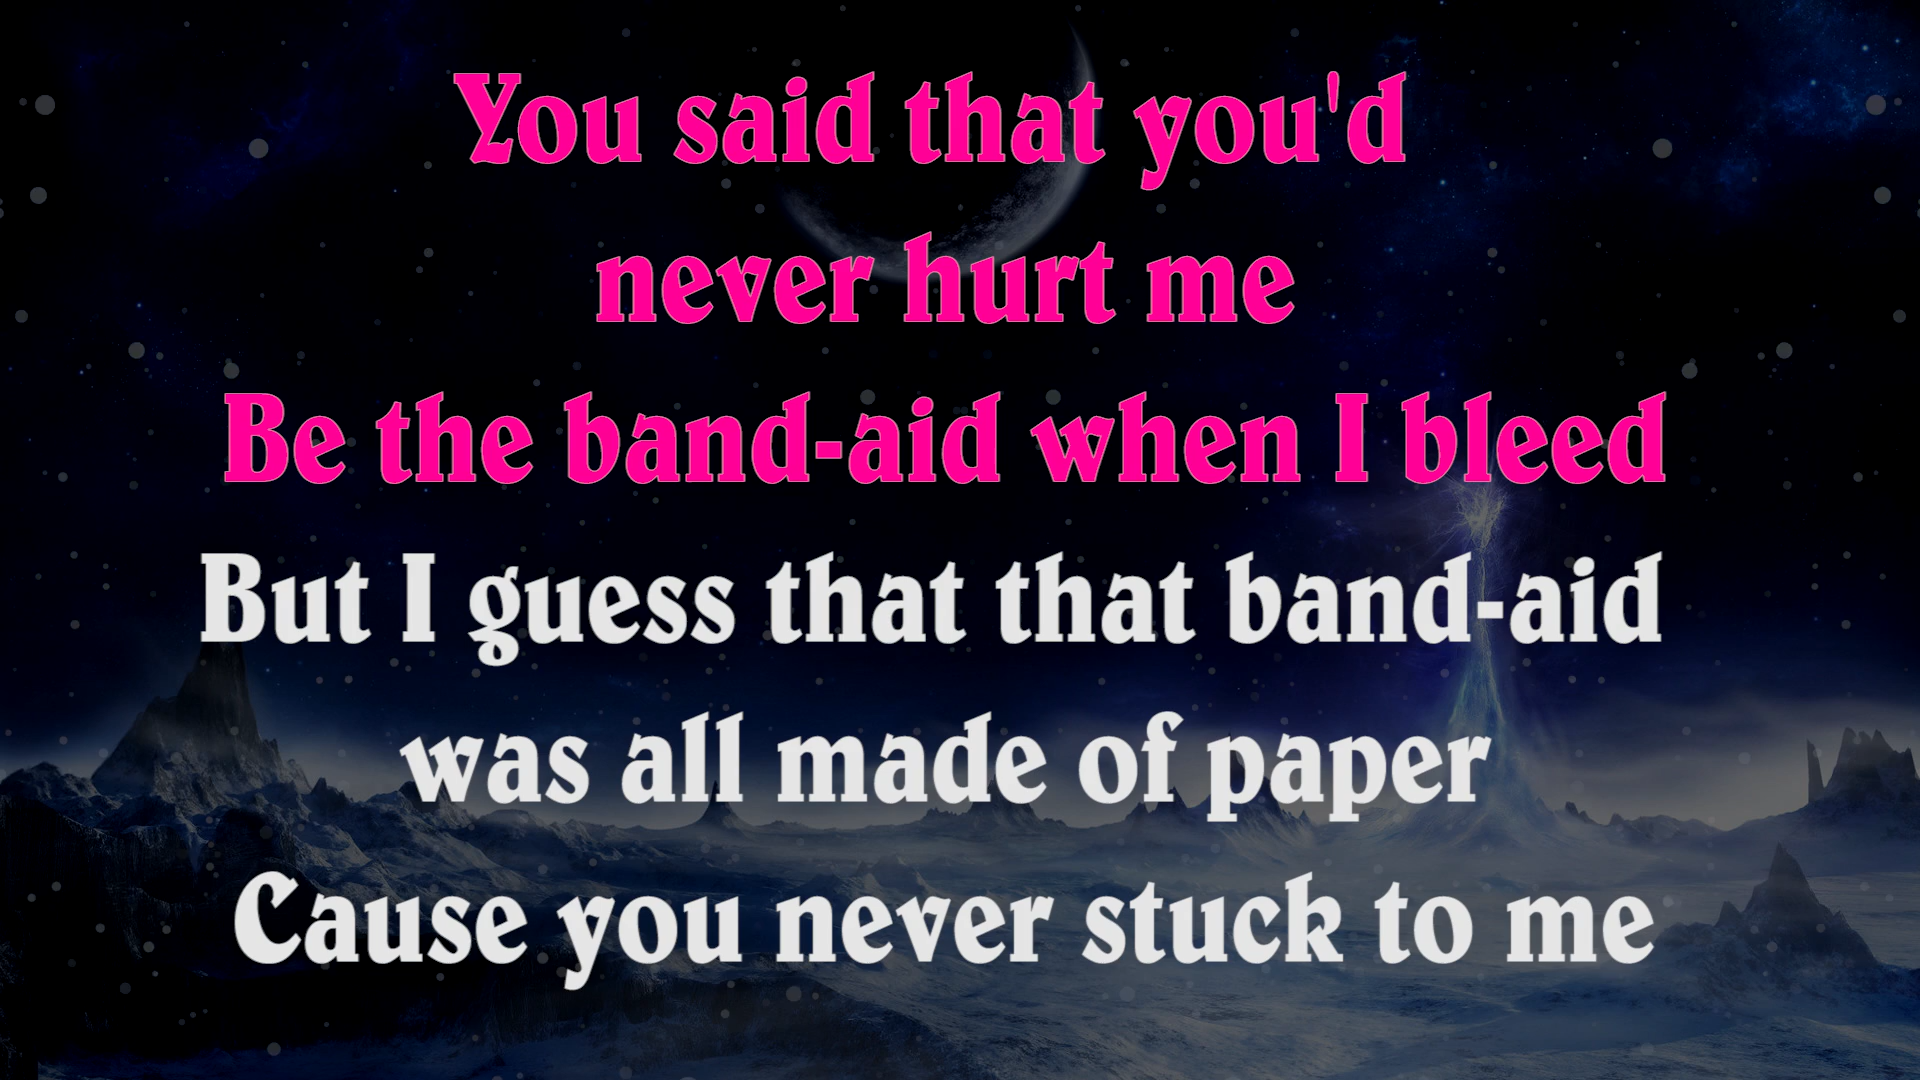 You said that you'd
never hurt me
Be the band-aid when I bleed
But I guess that that band-aid
was all made of paper
Cause you never stuck to me